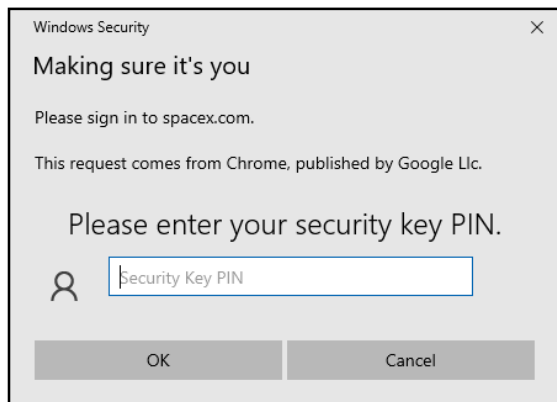 Windows Security
Making sure it's you
Please sign in to spacex.com.
This request comes from Chrome, published by Google Llc.
Please enter your security key PIN.
Security Key PIN
OK Cancel